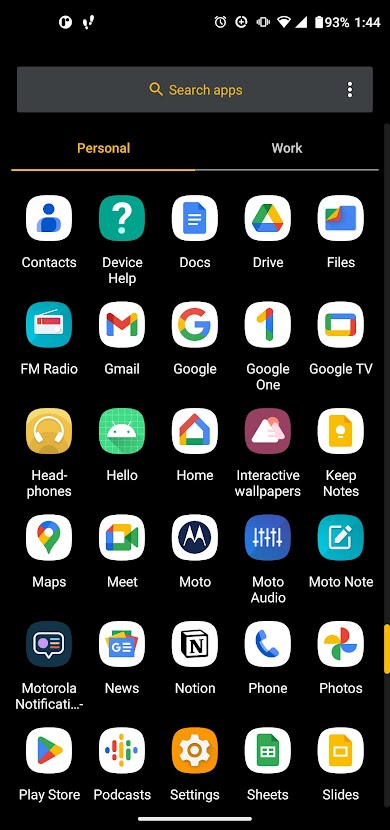 93% 1:44
Search apps
Personal Work
Contacts Device Help Docs Drive Files
FM Radio Gmail Google Google One Google TV
Head-phones Hello Home Interactive wallpapers Keep Notes
Maps Meet Moto Moto Audio Moto Note
Motorola Notificati...- News Notion Phone Photos
Play Store Podcasts Settings Sheets Slides